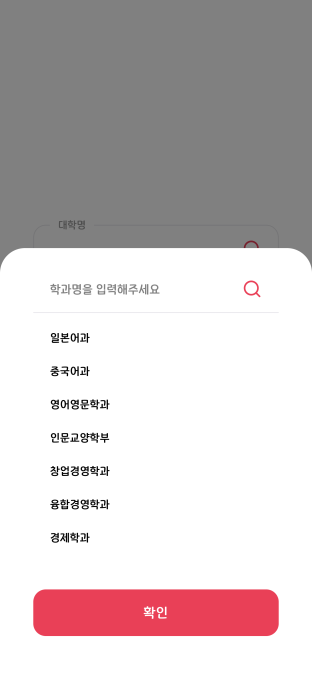 대학명
학과명을 입력해주세요
일본어과
중국어과
영어영문학과
인문교양학부
창업경영학과
융합경영학과
경제학과
확인